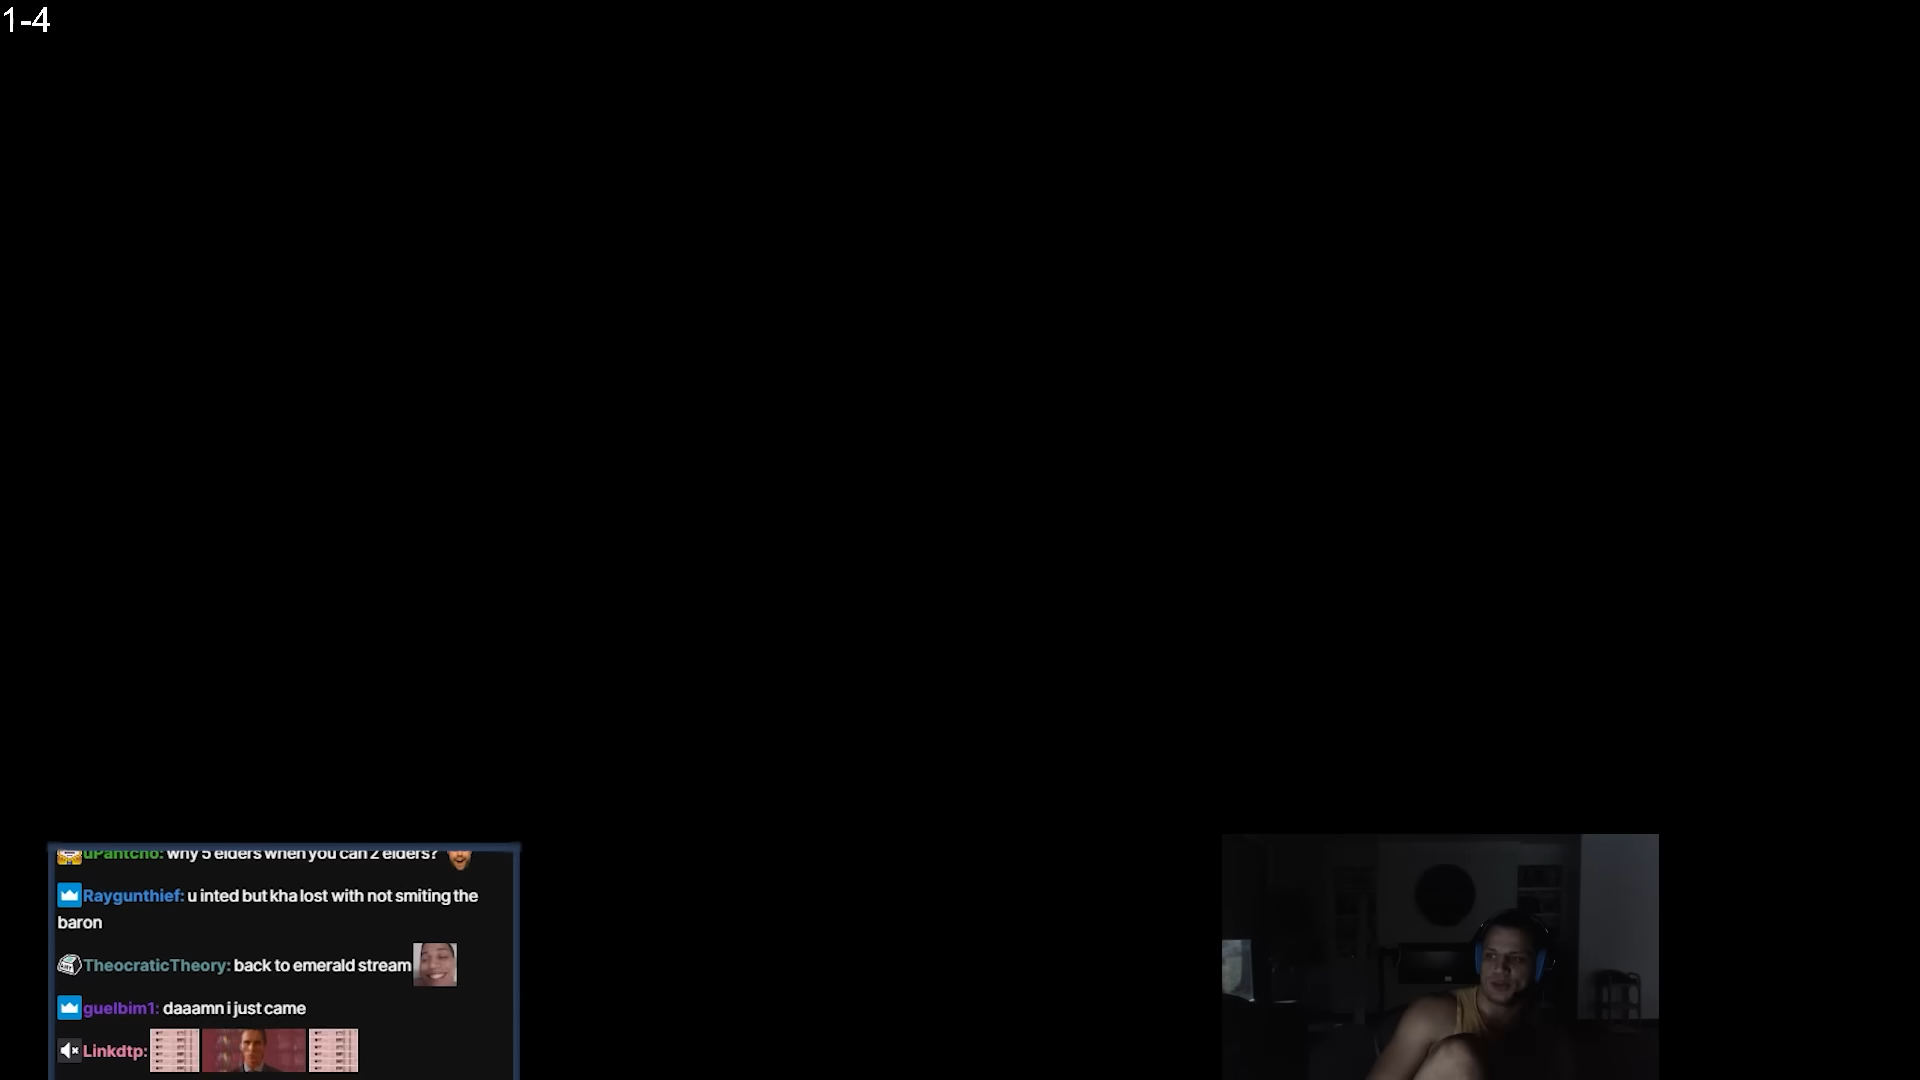 1-4
uPantcho: why 5 elders when you can 2 elders?
Raygunthief: u inted but kha lost with not smiting the
baron
TheocraticTheory: back to emerald stream
guelbim1: daaamn i just came
Linkdtp: